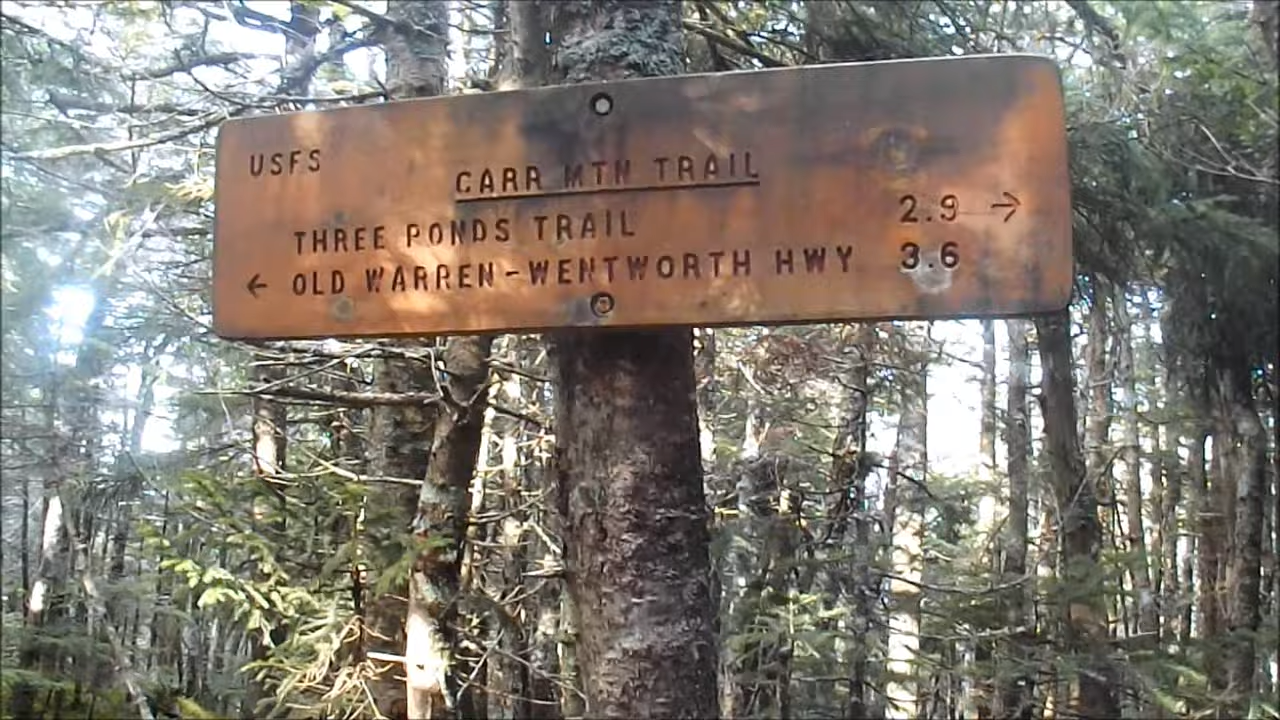 USFS
CARR MTN TRAIL
THREE PONDS TRAIL 2.9 →
← OLD WARREN-WENTWORTH HWY 3.6